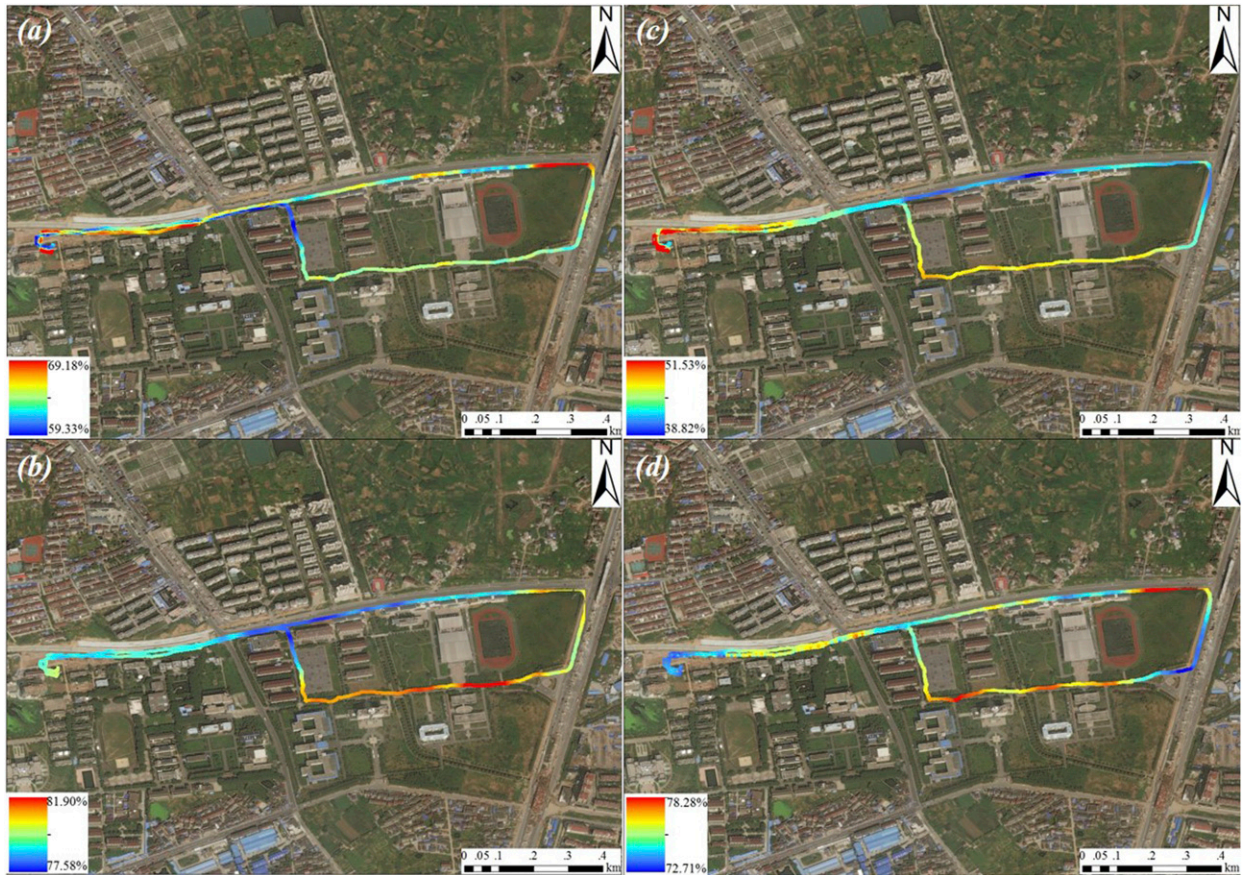 (a)
N
69.18%
-
59.33%
0 .05 .1 .2 .3 .4
km
(c)
N
51.53%
-
38.82%
0 .05 .1 .2 .3 .4
km
(b)
N
81.90%
-
77.58%
0 .05 .1 .2 .3 .4
km
(d)
N
78.28%
-
72.71%
0 .05 .1 .2 .3 .4
km